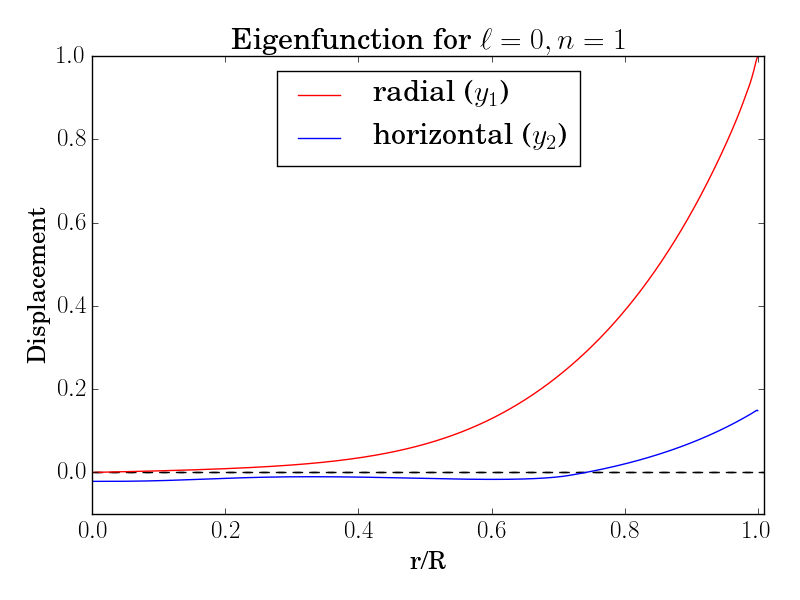 Eigenfunction for ℓ = 0, n = 1
radial (y₁)
horizontal (y₂)
Displacement
1.0
0.8
0.6
0.4
0.2
0.0
0.0 0.2 0.4 0.6 0.8 1.0
r/R